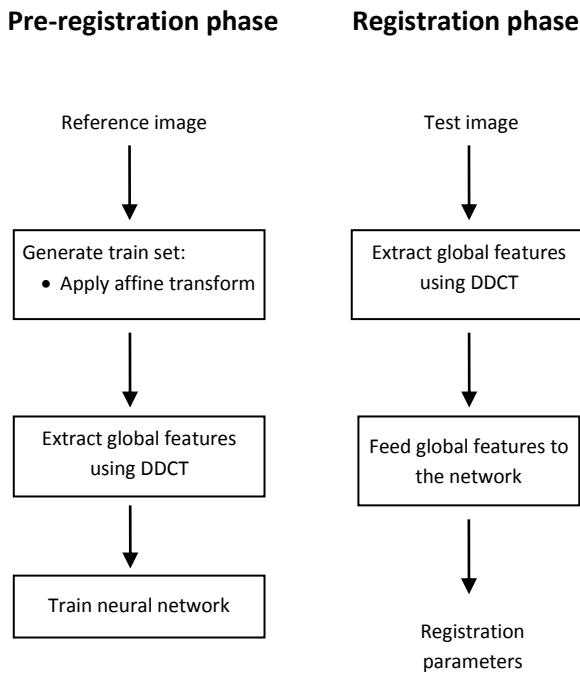 Pre-registration phase
Reference image
Generate train set:
• Apply affine transform
Extract global features
using DDCT
Train neural network
Registration phase
Test image
Extract global features
using DDCT
Feed global features to
the network
Registration
parameters